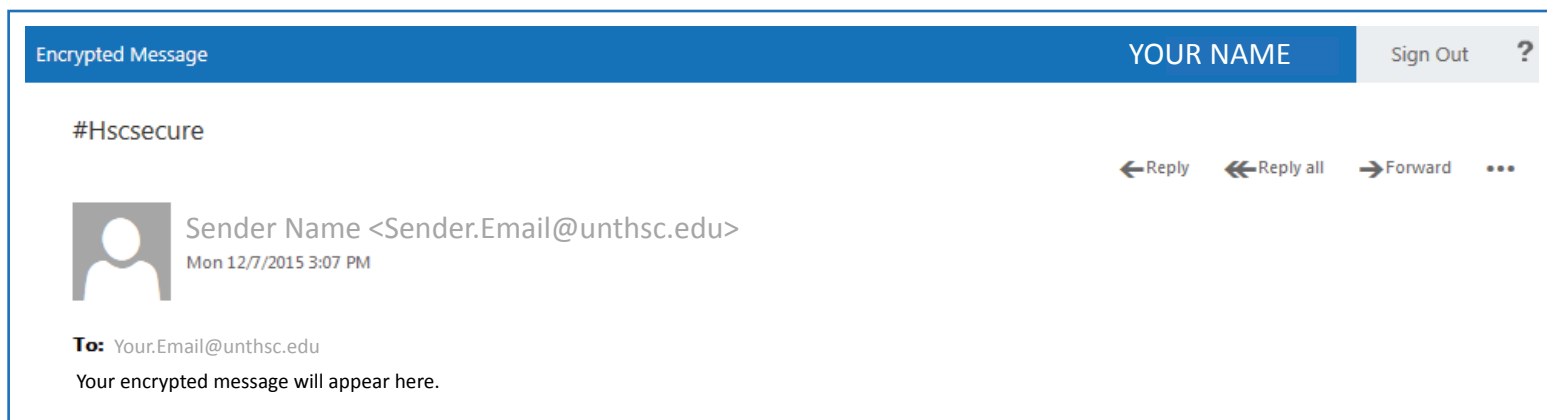 Encrypted Message YOUR NAME Sign Out ?
#Hscsecure
Reply Reply all Forward •••
Sender Name <Sender.Email@unthsc.edu>
Mon 12/7/2015 3:07 PM
To: Your.Email@unthsc.edu
Your encrypted message will appear here.